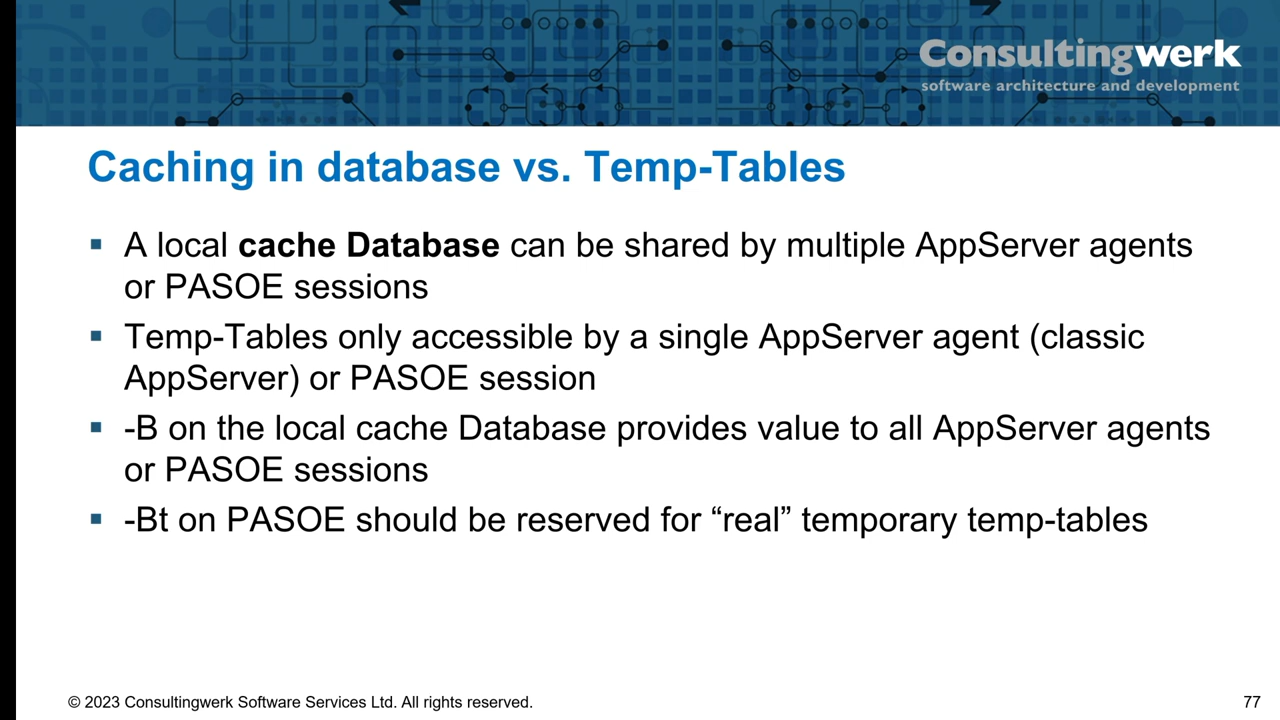 Consultingwerk
software architecture and development
Caching in database vs. Temp-Tables
▪ A local cache Database can be shared by multiple AppServer agents
or PASOE sessions
▪ Temp-Tables only accessible by a single AppServer agent (classic
AppServer) or PASOE session
▪ -B on the local cache Database provides value to all AppServer agents
or PASOE sessions
▪ -Bt on PASOE should be reserved for “real” temporary temp-tables
© 2023 Consultingwerk Software Services Ltd. All rights reserved.
77